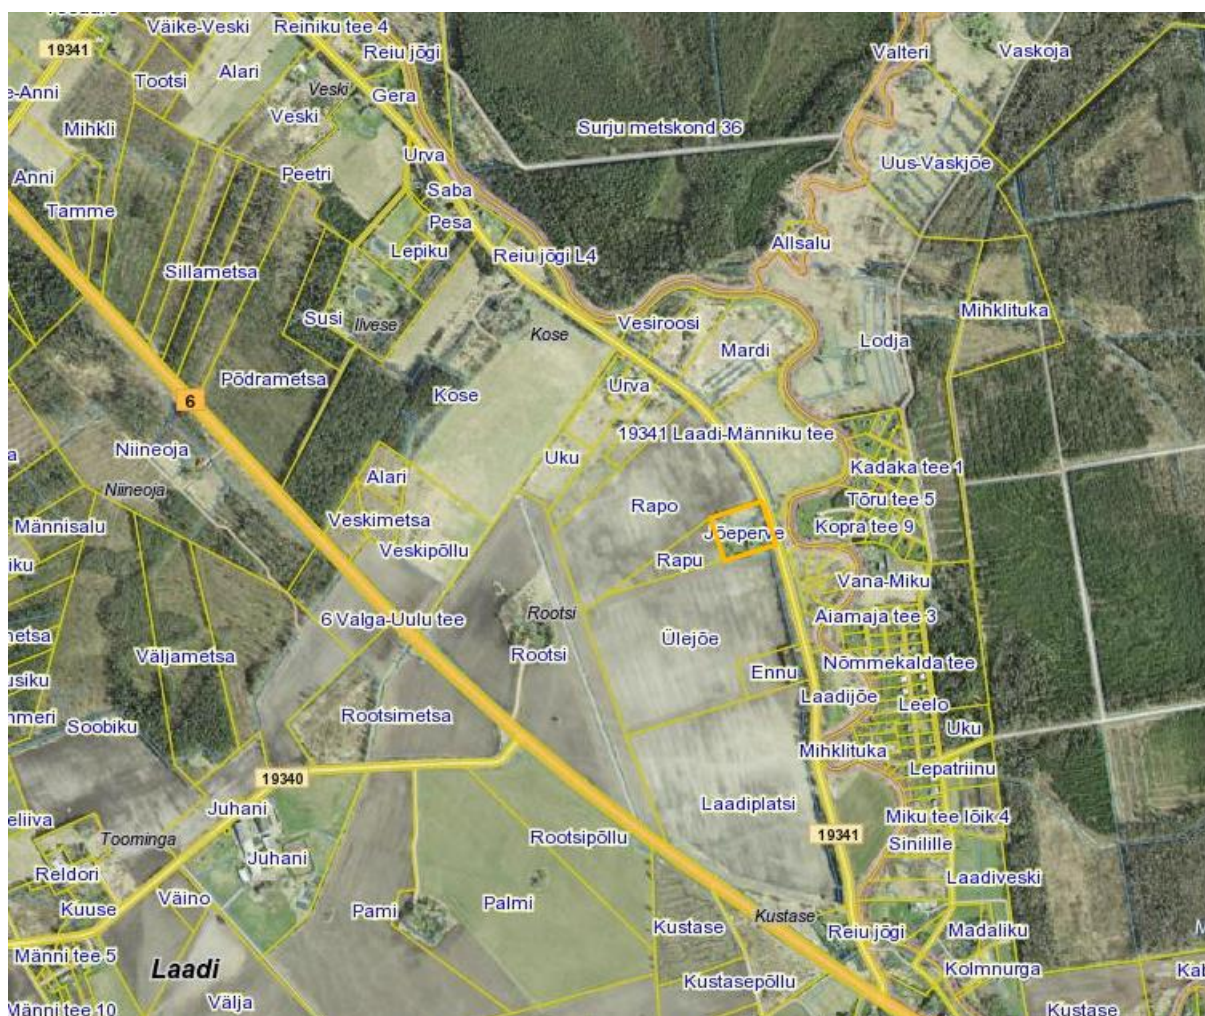 Väike-Veski
Reiniku tee 4
19341
Reiu jõgi
Valteri
Vaskoja
Alari
Tootsi
e-Anni
Veski
Gera
Veski
Mihkli
Surju metskond 36
Urva
Uus-Vaskjõe
Peetri
Anni
Saba
Tamme
Pesa
Lepiku
Allsalu
Reiu jõgi L4
Sillametsa
Mihklituka
Susi
Ilvese
Vesiroosi
Kose
Lodja
Mardi
Põdrametsa
Urva
Kose
6
19341 Laadi-Männiku tee
Niineoja
a
Uku
Kadaka tee 1
Alari
Niineoja
Tõru tee 5
Rapo
Männisalu
Veskimetsa
Kopra tee 9
Jõeperve
Veskipõllu
iku
Rapu
Vana-Miku
Rootsi
6 Valga-Uulu tee
Aiamaja tee 3
metsa
Ülejõe
Väljametsa
Rootsi
Nõmmekalda tee
Ennu
usiku
Laadijõe
Leelo
mmeri
Rootsimetsa
Soobiku
Uku
Mihklituka
Lepatriinu
19340
Laadiplatsi
Juhani
Miku tee lõik 4
eliiva
Toominga
Rootsipõllu
19341
Sinilille
Juhani
Reldori
Laadiveski
Väino
Palmi
Kuuse
Pami
Kustase
Kustase
Reiu jõgi
Madaliku
M
Männi tee 5
Laadi
Kolmnurga
Kab
Kustasepõllu
Välja
Männi tee 10
Kustase